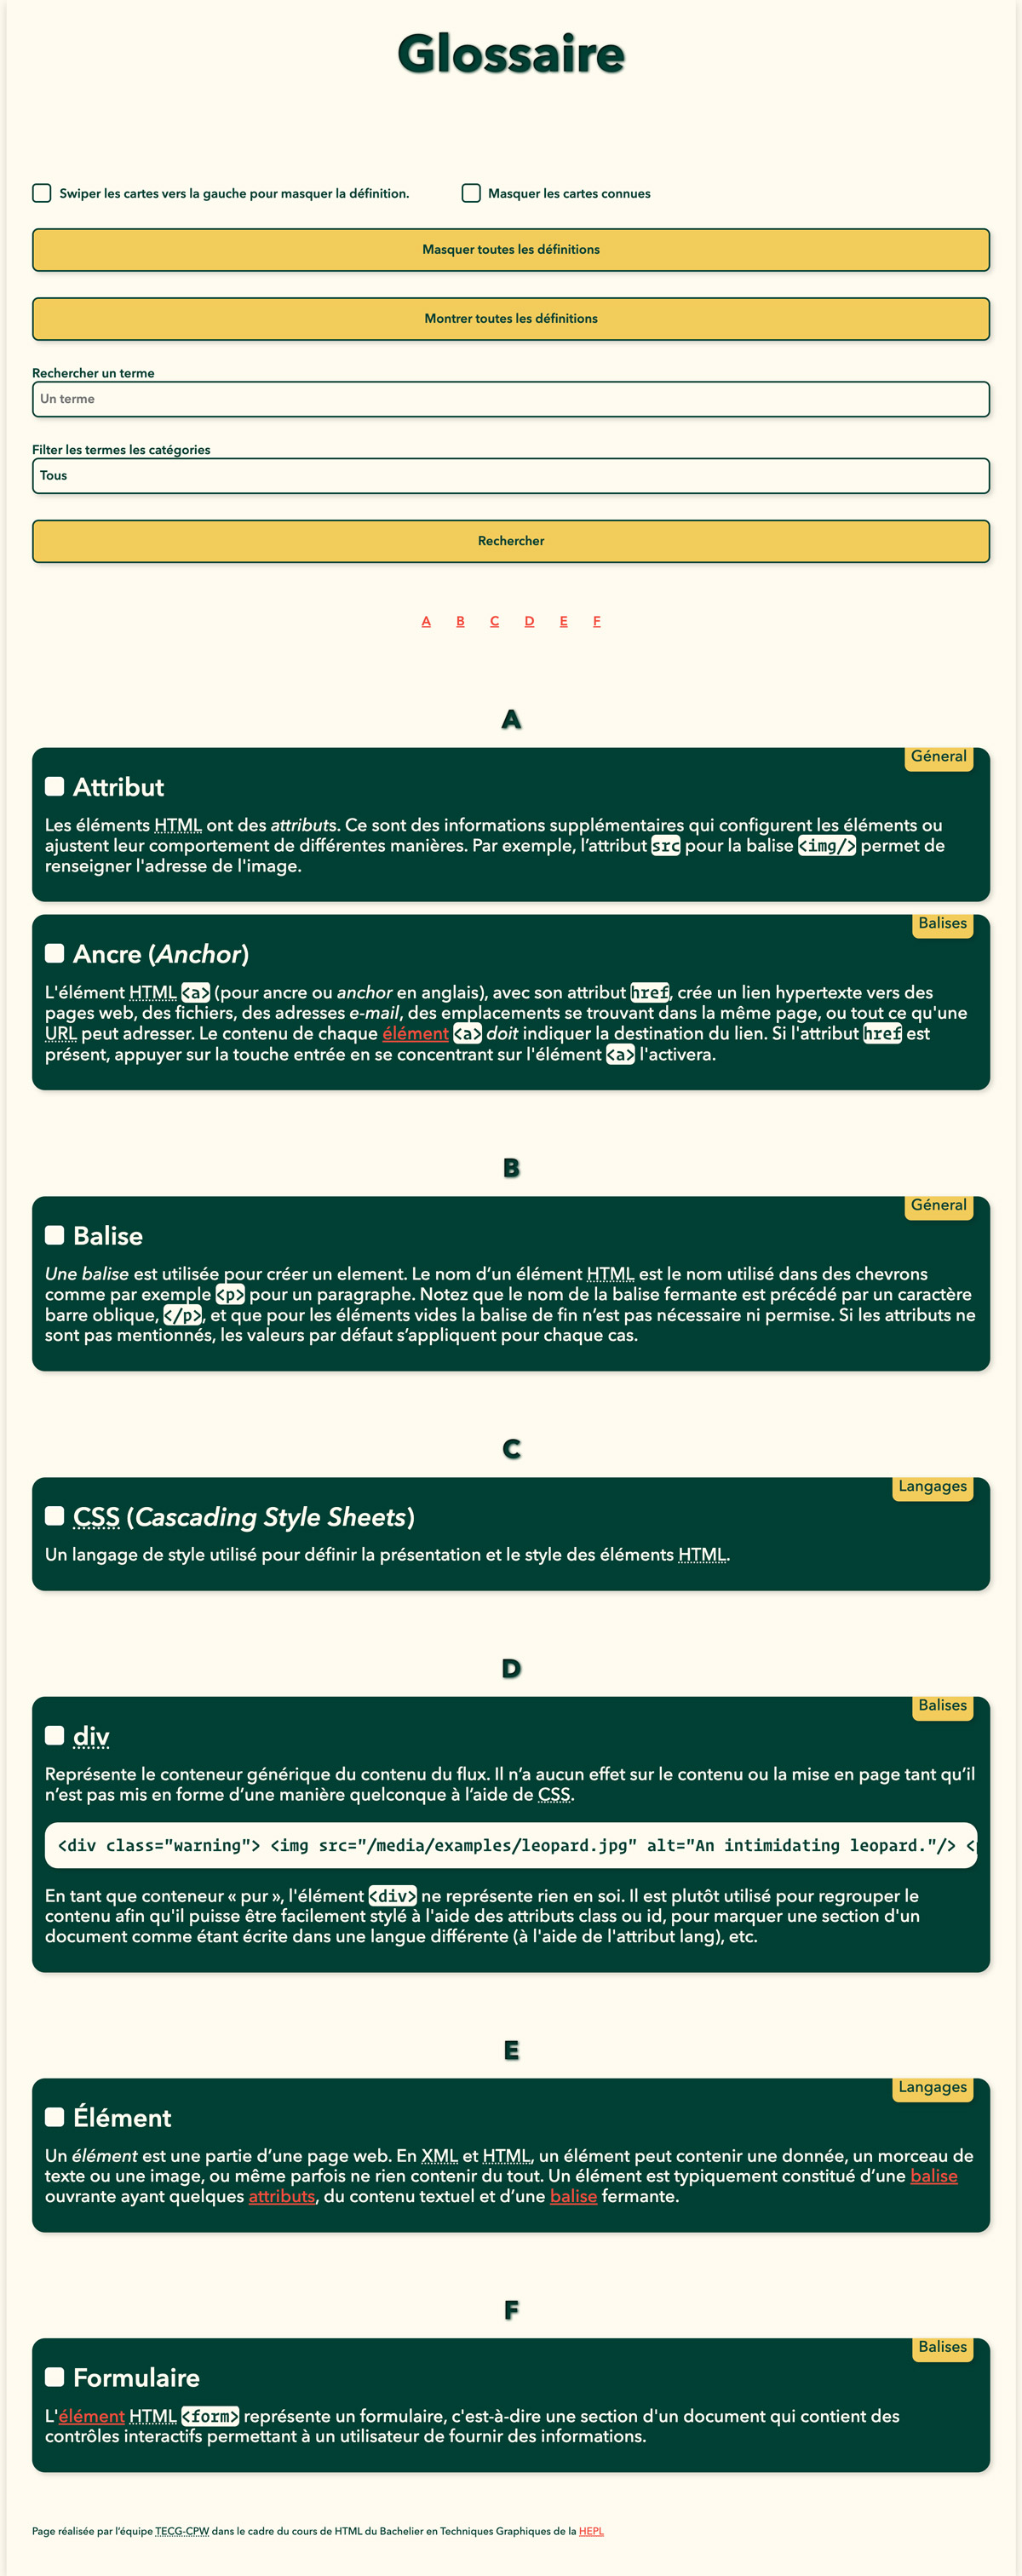 Glossaire
Swiper les cartes vers la gauche pour masquer la définition.
Masquer les cartes connues
Masquer toutes les définitions
Montrer toutes les définitions
Rechercher un terme
Un terme
Filter les termes les catégories
Tous
Rechercher
A B C D E F
A
Géneral
Attribut
Les éléments HTML ont des attributs. Ce sont des informations supplémentaires qui configurent les éléments ou
ajustent leur comportement de différentes manières. Par exemple, l’attribut src pour la balise <img/> permet de
renseigner l'adresse de l'image.
Balises
Ancre (Anchor)
L'élément HTML <a> (pour ancre ou anchor en anglais), avec son attribut href, crée un lien hypertexte vers des
pages web, des fichiers, des adresses e-mail, des emplacements se trouvant dans la même page, ou tout ce qu'une
URL peut adresser. Le contenu de chaque élément <a> doit indiquer la destination du lien. Si l'attribut href est
présent, appuyer sur la touche entrée en se concentrant sur l'élément <a> l'activera.
B
Géneral
Balise
Une balise est utilisée pour créer un element. Le nom d’un élément HTML est le nom utilisé dans des chevrons
comme par exemple <p> pour un paragraphe. Notez que le nom de la balise fermante est précédé par un caractère
barre oblique, </p>, et que pour les éléments vides la balise de fin n’est pas nécessaire ni permise. Si les attributs ne
sont pas mentionnés, les valeurs par défaut s’appliquent pour chaque cas.
C
Langages
CSS (Cascading Style Sheets)
Un langage de style utilisé pour définir la présentation et le style des éléments HTML.
D
Balises
div
Représente le conteneur générique du contenu du flux. Il n’a aucun effet sur le contenu ou la mise en page tant qu’il
n’est pas mis en forme d’une manière quelconque à l’aide de CSS.
<div class="warning"> <img src="/media/examples/leopard.jpg" alt="An intimidating leopard."/> <
En tant que conteneur « pur », l'élément <div> ne représente rien en soi. Il est plutôt utilisé pour regrouper le
contenu afin qu'il puisse être facilement stylé à l'aide des attributs class ou id, pour marquer une section d'un
document comme étant écrite dans une langue différente (à l'aide de l'attribut lang), etc.
E
Langages
Élément
Un élément est une partie d’une page web. En XML et HTML, un élément peut contenir une donnée, un morceau de
texte ou une image, ou même parfois ne rien contenir du tout. Un élément est typiquement constitué d’une balise
ouvrante ayant quelques attributs, du contenu textuel et d’une balise fermante.
F
Balises
Formulaire
L'élément HTML <form> représente un formulaire, c'est-à-dire une section d'un document qui contient des
contrôles interactifs permettant à un utilisateur de fournir des informations.
Page réalisée par l’équipe TECG-CPW dans le cadre du cours de HTML du Bachelier en Techniques Graphiques de la HEPL